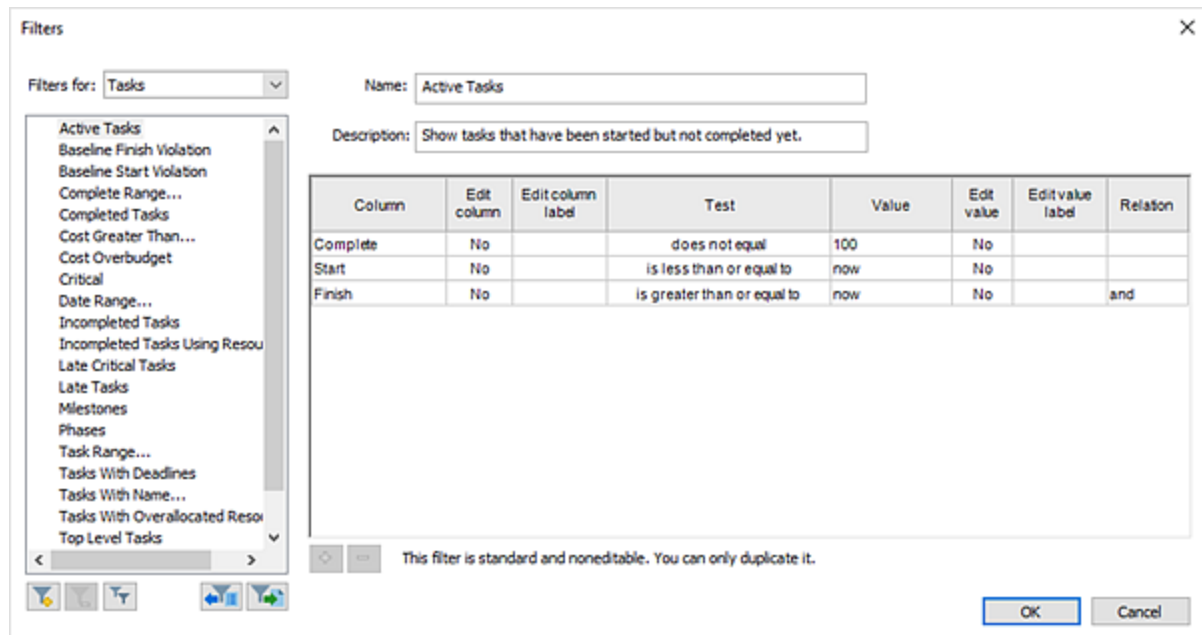 Filters
Filters for: Tasks
Name: Active Tasks
Description: Show tasks that have been started but not completed yet.
Active Tasks
Baseline Finish Violation
Baseline Start Violation
Complete Range...
Completed Tasks
Cost Greater Than...
Cost Overbudget
Critical
Date Range...
Incompleted Tasks
Incompleted Tasks Using Resou
Late Critical Tasks
Late Tasks
Milestones
Phases
Task Range...
Tasks With Deadlines
Tasks With Name...
Tasks With Overallocated Reso
Top Level Tasks
Column Edit column Edit column label Test Value Edit value Edit value label Relation
Complete No does not equal 100 No
Start No is less than or equal to now No
Finish No is greater than or equal to now No and
This filter is standard and noneditable. You can only duplicate it.
OK Cancel